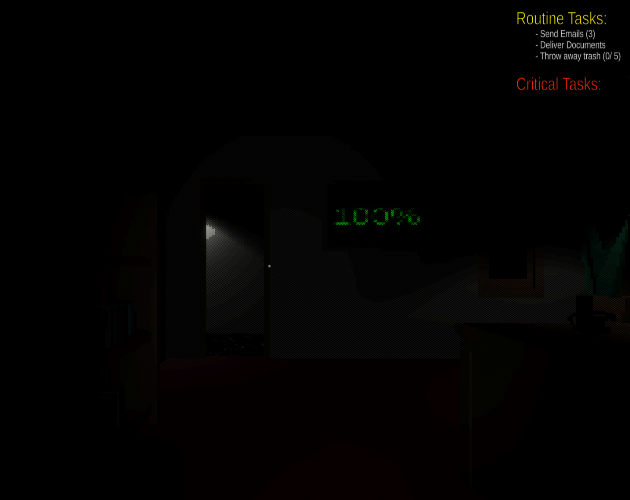 Routine Tasks:
- Send Emails (3)
- Deliver Documents
- Throw away trash (0/ 5)
Critical Tasks:
100%